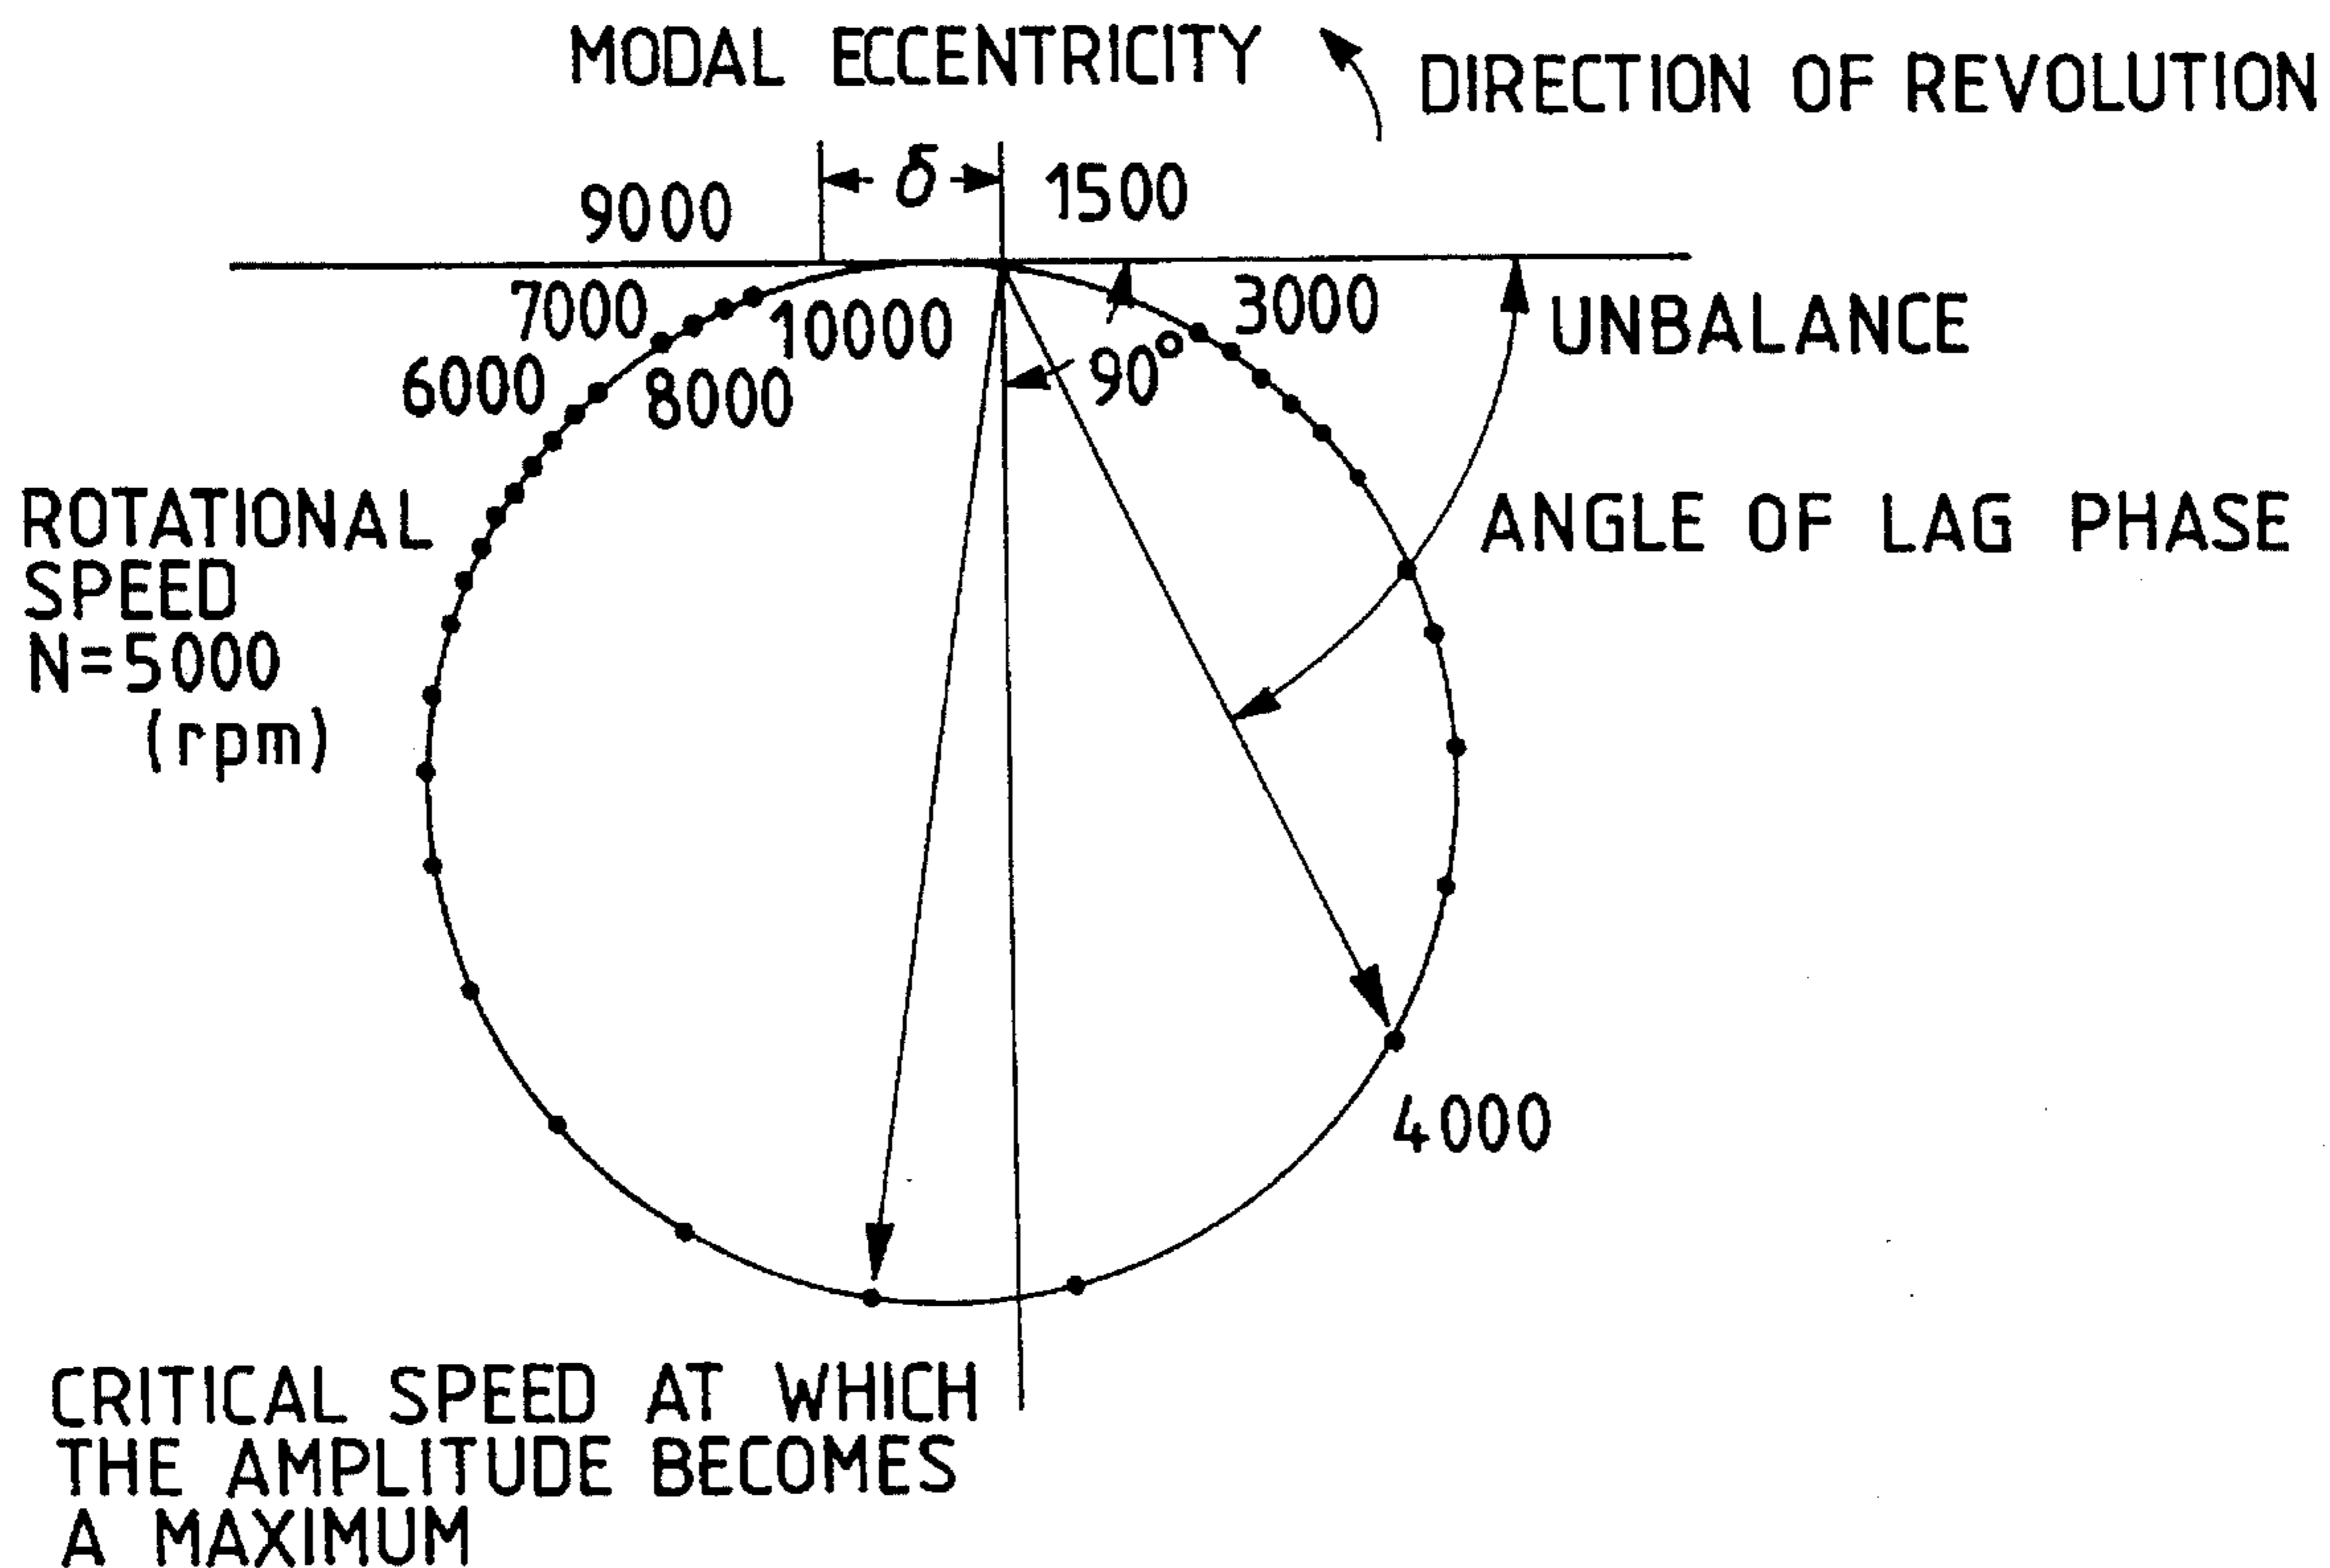 MODAL ECCENTRICITY
DIRECTION OF REVOLUTION
δ
1500
9000
7000
10000
3000
UNBALANCE
90°
6000
8000
ROTATIONAL
SPEED
N=5000
(rpm)
ANGLE OF LAG PHASE
4000
CRITICAL SPEED AT WHICH
THE AMPLITUDE BECOMES
A MAXIMUM